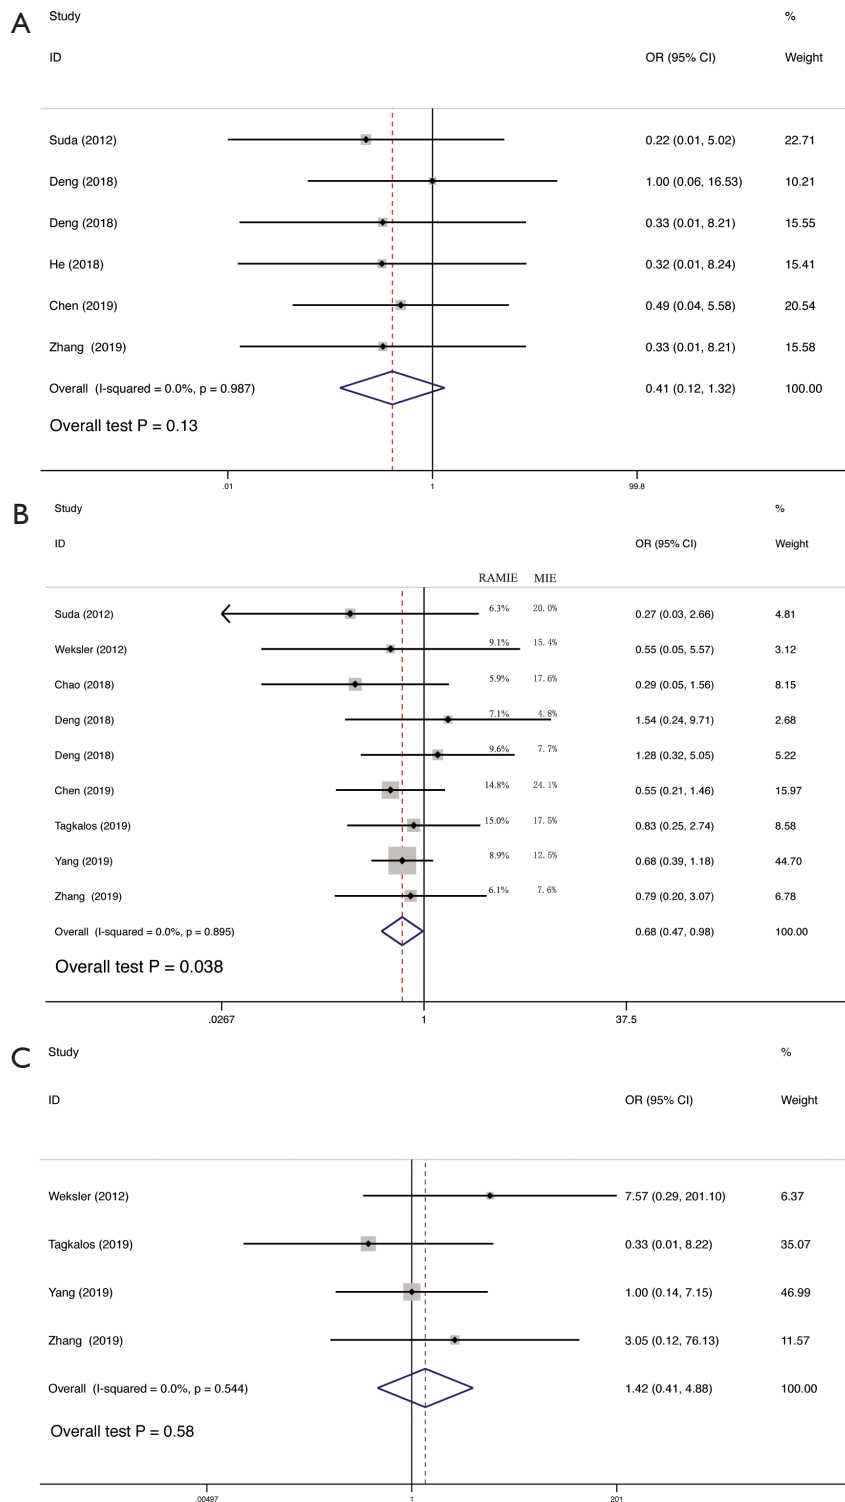 A
Study %
ID OR (95% CI) Weight
Suda (2012) 0.22 (0.01, 5.02) 22.71
Deng (2018) 1.00 (0.06, 16.53) 10.21
Deng (2018) 0.33 (0.01, 8.21) 15.55
He (2018) 0.32 (0.01, 8.24) 15.41
Chen (2019) 0.49 (0.04, 5.58) 20.54
Zhang (2019) 0.33 (0.01, 8.21) 15.58
Overall (I-squared = 0.0%, p = 0.987) 0.41 (0.12, 1.32) 100.00
Overall test P = 0.13
.01 1 99.8
B
Study %
ID OR (95% CI) Weight
RAMIE MIE
Suda (2012) 6.3% 20.0% 0.27 (0.03, 2.66) 4.81
Weksler (2012) 9.1% 15.4% 0.55 (0.05, 5.57) 3.12
Chao (2018) 5.9% 17.6% 0.29 (0.05, 1.56) 8.15
Deng (2018) 7.1% 4.8% 1.54 (0.24, 9.71) 2.68
Deng (2018) 9.6% 7.7% 1.28 (0.32, 5.05) 5.22
Chen (2019) 14.8% 24.1% 0.55 (0.21, 1.46) 15.97
Tagkalos (2019) 15.0% 17.5% 0.83 (0.25, 2.74) 8.58
Yang (2019) 8.9% 12.5% 0.68 (0.39, 1.18) 44.70
Zhang (2019) 6.1% 7.6% 0.79 (0.20, 3.07) 6.78
Overall (I-squared = 0.0%, p = 0.895) 0.68 (0.47, 0.98) 100.00
Overall test P = 0.038
.0267 1 37.5
C
Study %
ID OR (95% CI) Weight
Weksler (2012) 7.57 (0.29, 201.10) 6.37
Tagkalos (2019) 0.33 (0.01, 8.22) 35.07
Yang (2019) 1.00 (0.14, 7.15) 46.99
Zhang (2019) 3.05 (0.12, 76.13) 11.57
Overall (I-squared = 0.0%, p = 0.544) 1.42 (0.41, 4.88) 100.00
Overall test P = 0.58
.00497 1 201